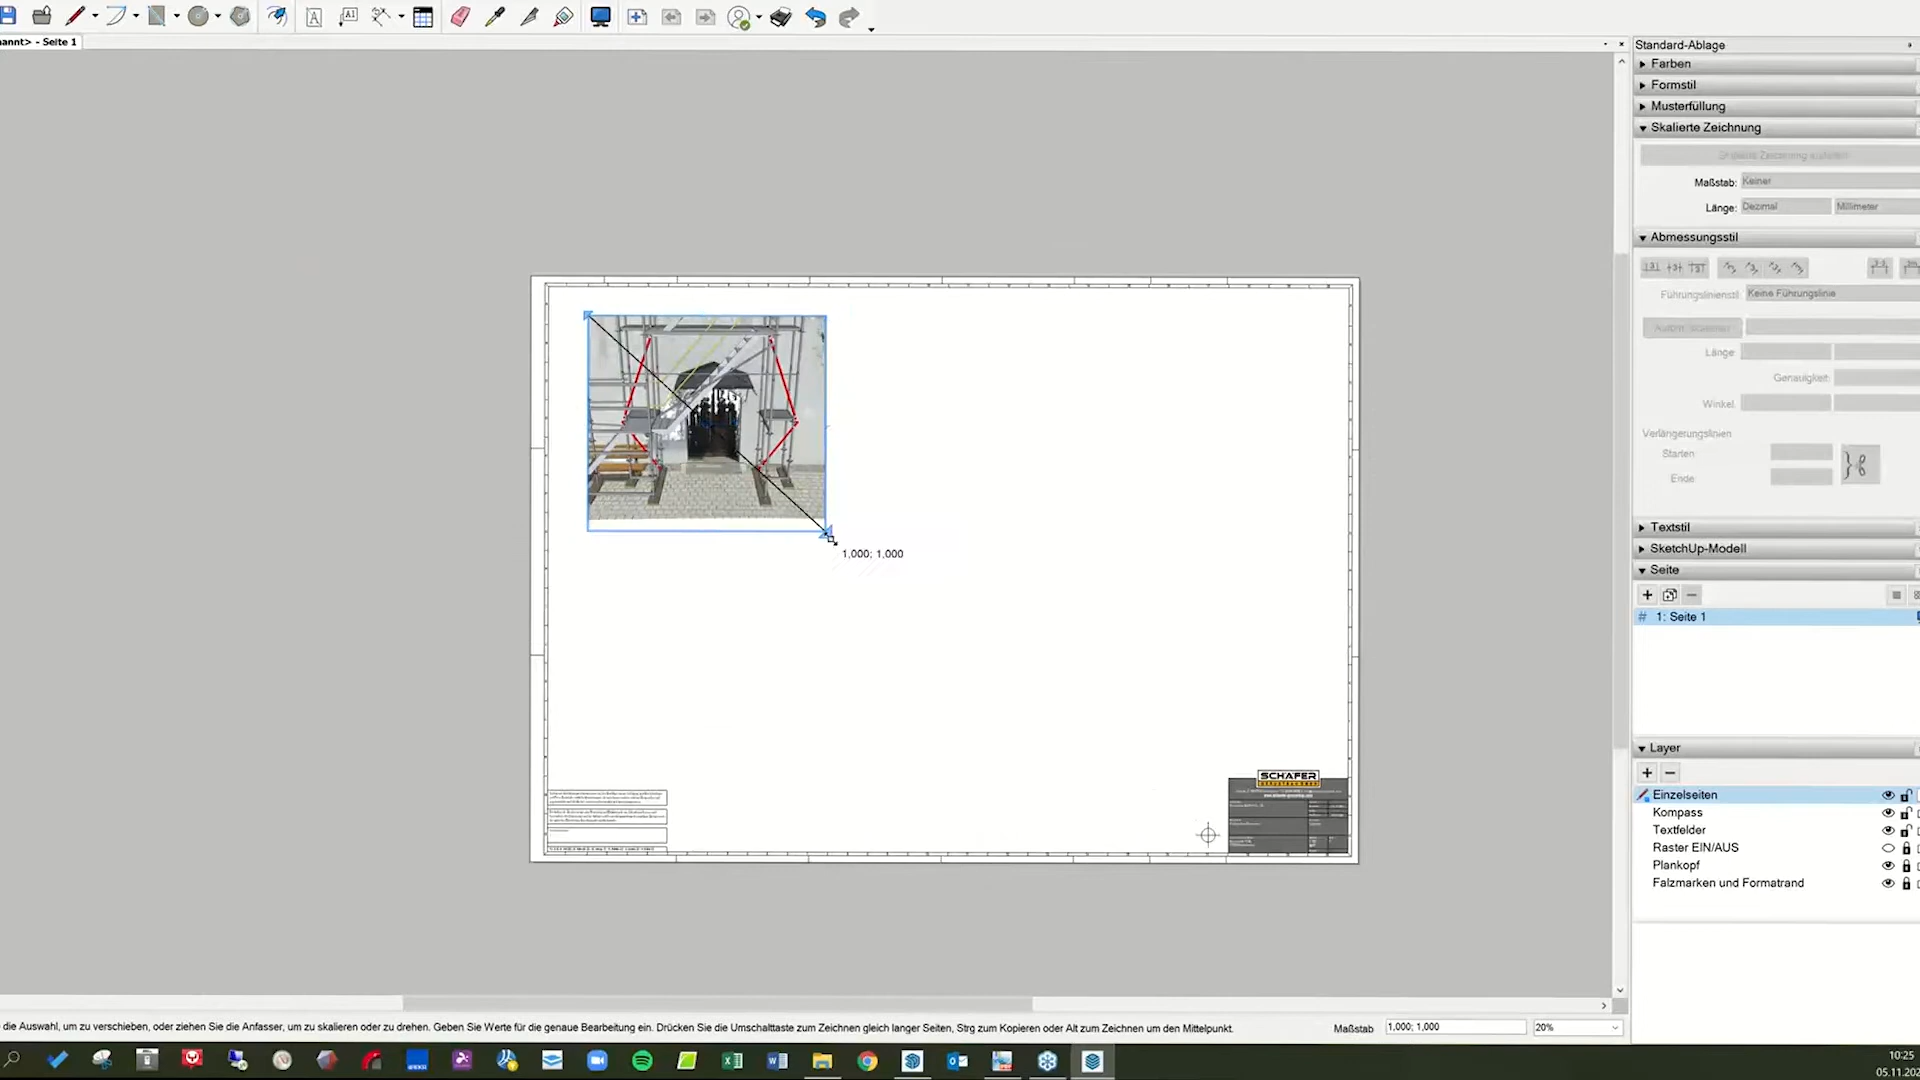 annt> - Seite 1
Standard-Ablage
Farben
Formstil
Musterfüllung
Skalierte Zeichnung
Maßstab: Keiner
Länge: Dezimal Millimeter
Abmessungsstil
Führungslinienstil: Keine Führungslinie
Länge:
Genauigkeit:
Winkel:
Verlängerungslinien
Starten
Ende
Textstil
SketchUp-Modell
Seite
# 1: Seite 1
Layer
Einzelseiten
Kompass
Textfelder
Raster EIN/AUS
Plankopf
Falzmarken und Formatrand
1,000; 1,000
SCHÄFER
die Auswahl, um zu verschieben, oder ziehen Sie die Anfasser, um zu skalieren oder zu drehen. Geben Sie Werte für die genaue Bearbeitung ein. Drücken Sie die Umschalttaste zum Zeichnen gleich langer Seiten, Strg zum Kopieren oder Alt zum Zeichnen um den Mittelpunkt.
Maßstab 1,000; 1,000 20%
10:25
05.11.202